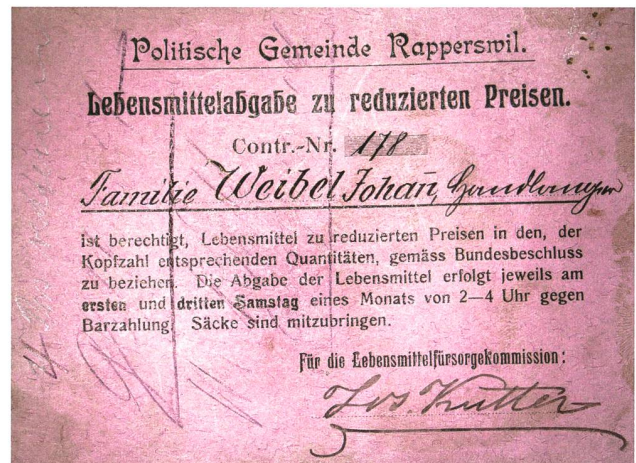 Politische Gemeinde Rapperswil.
Lebensmittelabgabe zu reduzierten Preisen.
Contr.-Nr. 178
Familie Weibel Johañ, Handlanger
ist berechtigt, Lebensmittel zu reduzierten Preisen in den, der
Kopfzahl entsprechenden Quantitäten, gemäss Bundesbeschluss
zu beziehen. Die Abgabe der Lebensmittel erfolgt jeweils am
ersten und dritten Samstag eines Monats von 2—4 Uhr gegen
Barzahlung. Säcke sind mitzubringen.
Für die Lebensmittelfürsorgekommission:
Jos. Kutter